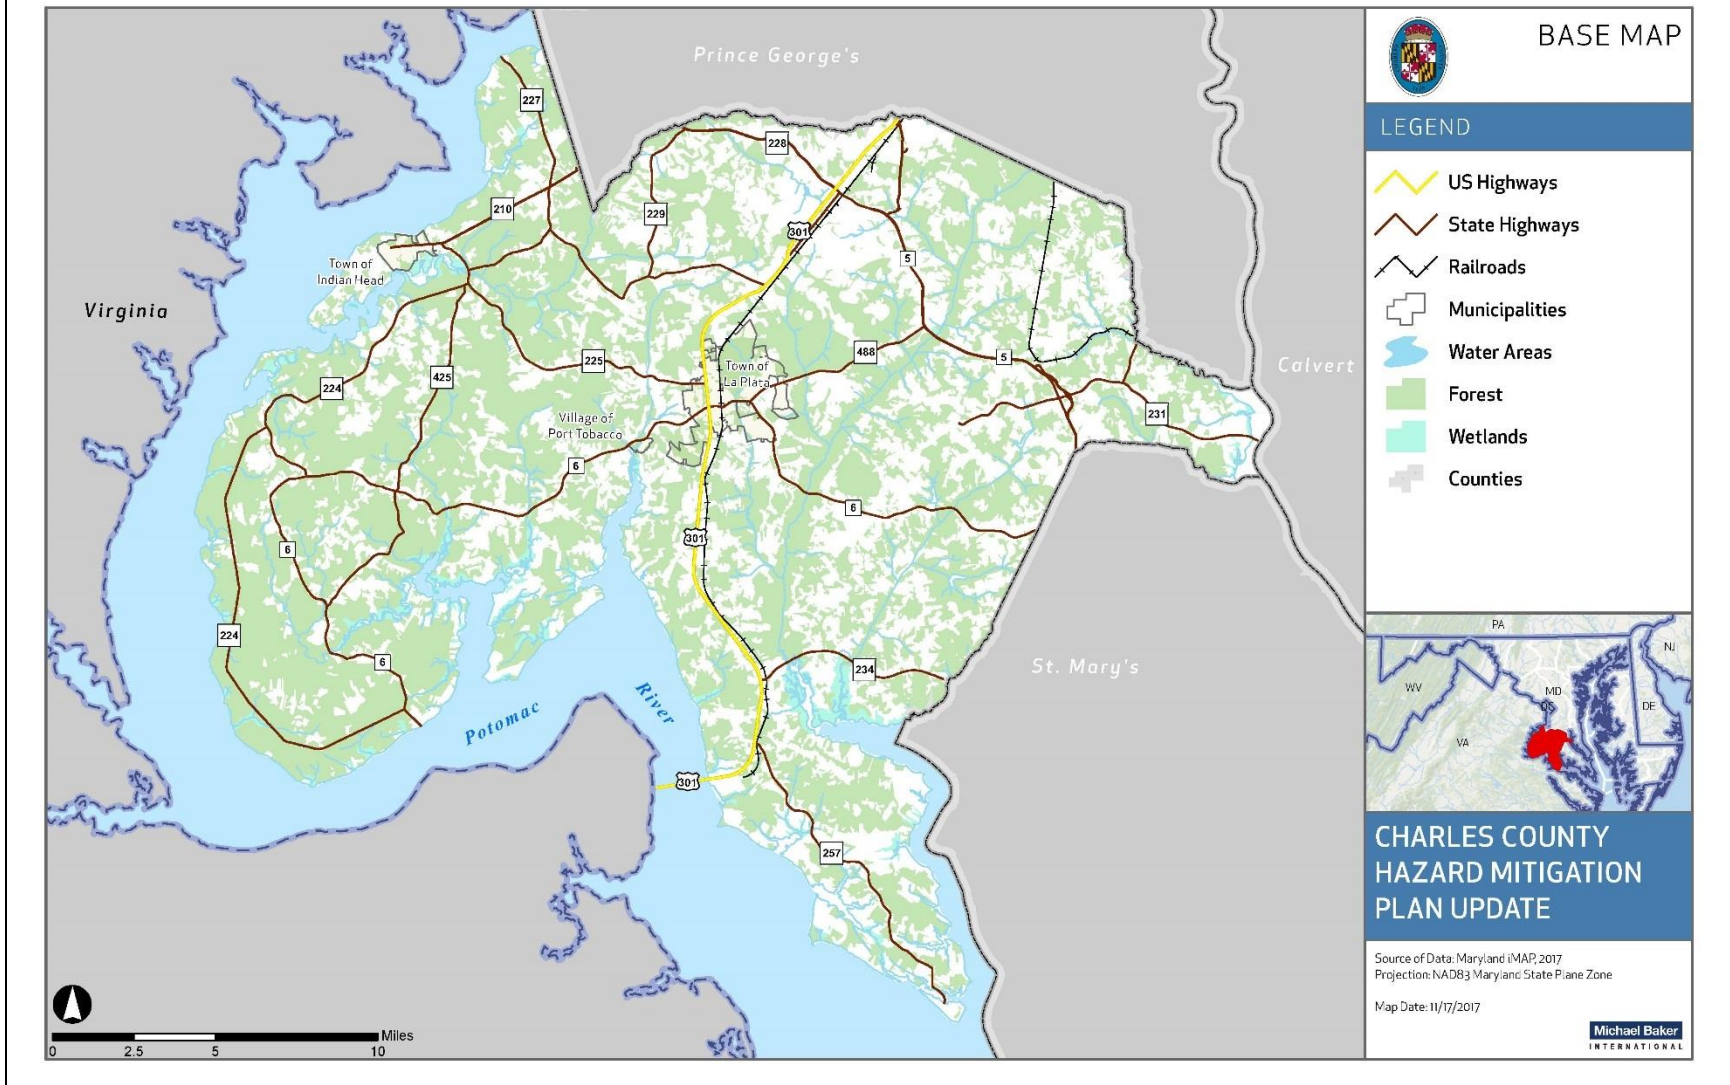 Prince George's
227
228
210
229
301
Town of
Indian Head
5
Virginia
Calvert
488
5
225
Town of
La Plata
425
224
231
Village of
Port Tobacco
6
6
301
6
224
6
234
St. Mary's
River
Potomac
301
257
Miles
0
2.5
5
10
BASE MAP
LEGEND
US Highways
State Highways
Railroads
Municipalities
Water Areas
Forest
Wetlands
Counties
PA
NJ
WV
MD
DE
VA
CHARLES COUNTY
HAZARD MITIGATION
PLAN UPDATE
Source of Data: Maryland iMAP, 2017
Projection: NAD83 Maryland State Plane Zone
Map Date: 11/17/2017
Michael Baker
INTERNATIONAL